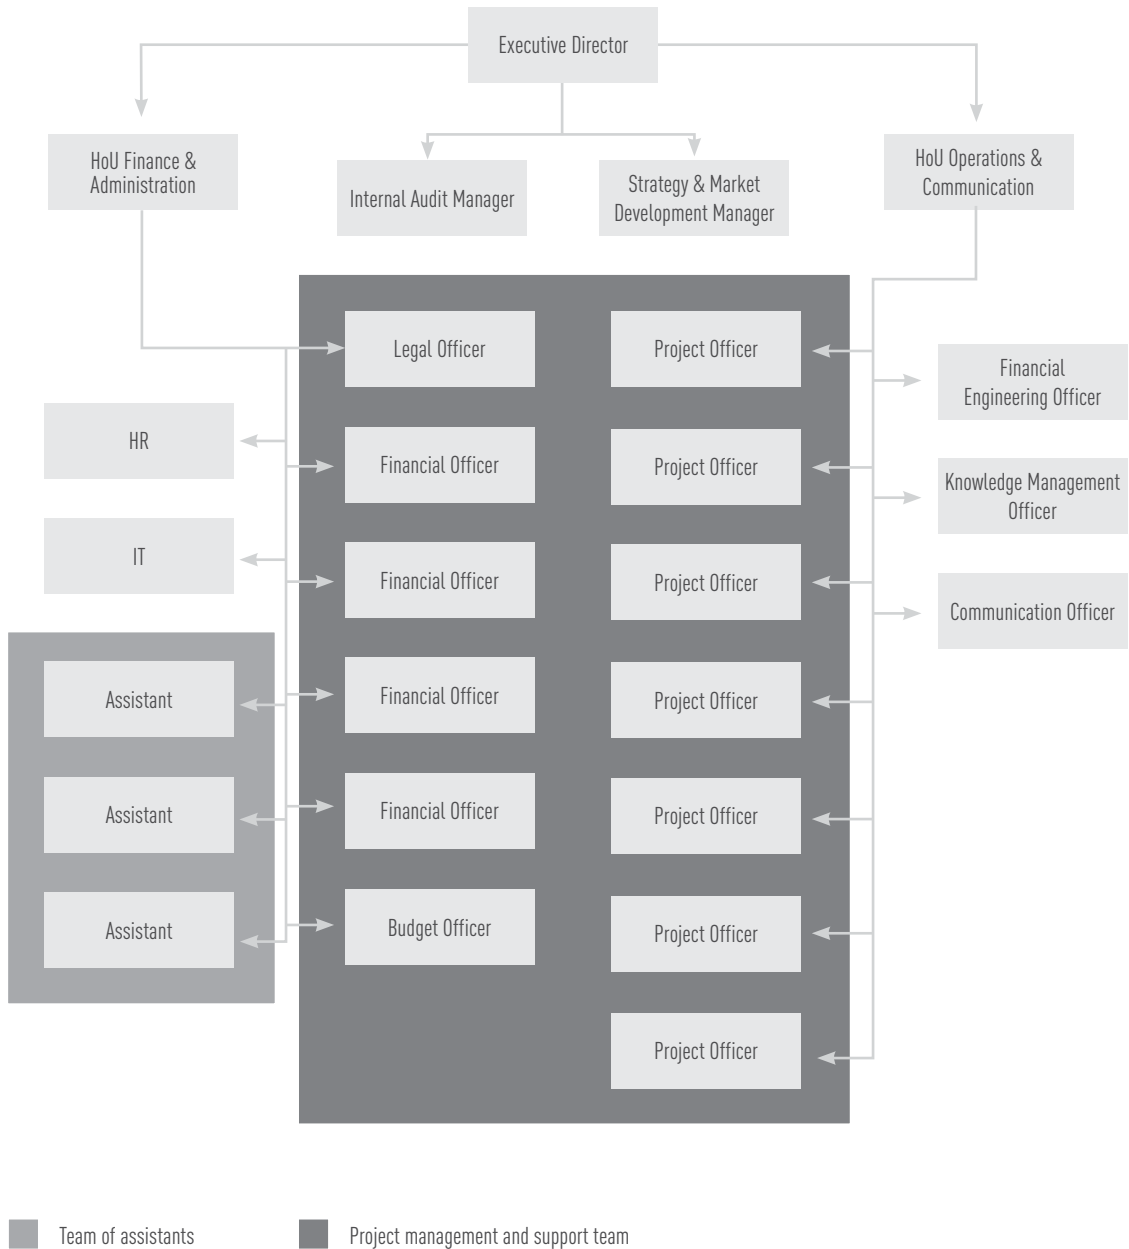 Executive Director
HoU Finance &
Administration
Internal Audit Manager
Strategy & Market
Development Manager
HoU Operations &
Communication
Legal Officer
Project Officer
Financial
Engineering Officer
HR
Financial Officer
Project Officer
Knowledge Management
Officer
IT
Financial Officer
Project Officer
Communication Officer
Assistant
Financial Officer
Project Officer
Assistant
Financial Officer
Project Officer
Assistant
Budget Officer
Project Officer
Project Officer
Team of assistants
Project management and support team